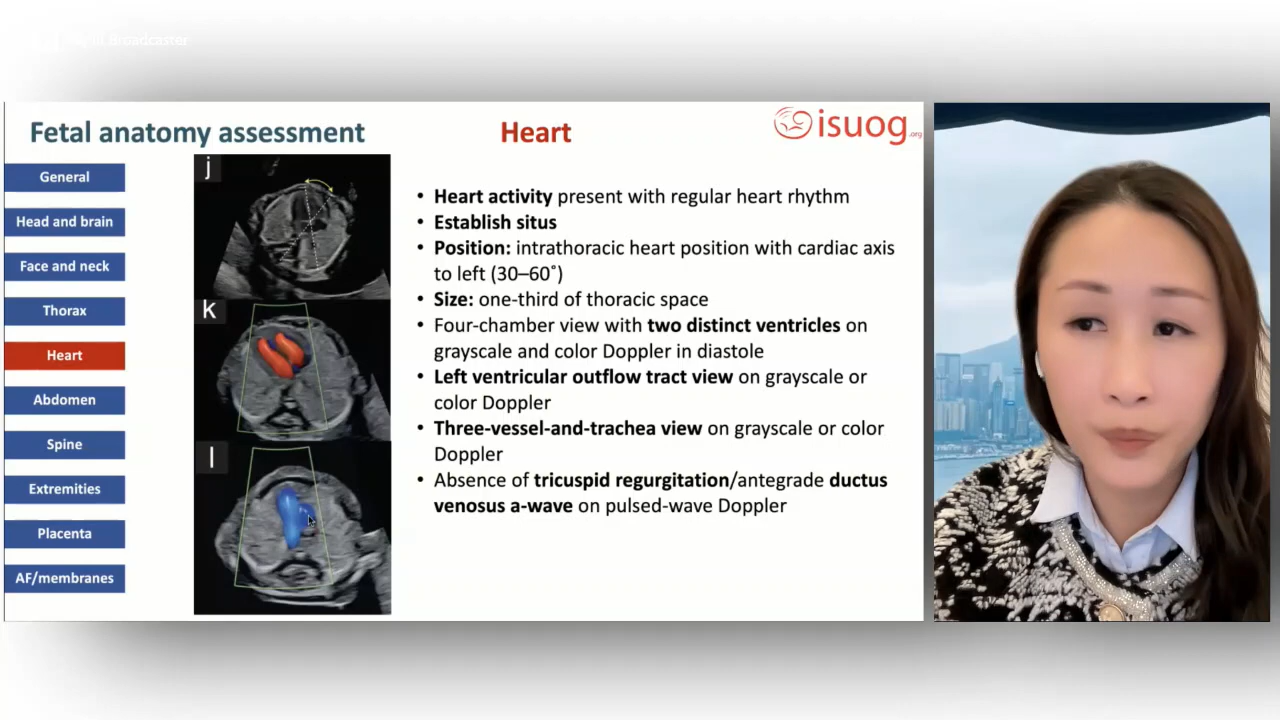 Broadcaster
Fetal anatomy assessment
Heart
isuog.org
General
Head and brain
Face and neck
Thorax
Heart
Abdomen
Spine
Extremities
Placenta
AF/membranes
j
k
l
• Heart activity present with regular heart rhythm
• Establish situs
• Position: intrathoracic heart position with cardiac axis
to left (30–60˚)
• Size: one-third of thoracic space
• Four-chamber view with two distinct ventricles on
grayscale and color Doppler in diastole
• Left ventricular outflow tract view on grayscale or
color Doppler
• Three-vessel-and-trachea view on grayscale or color
Doppler
• Absence of tricuspid regurgitation/antegrade ductus
venosus a-wave on pulsed-wave Doppler